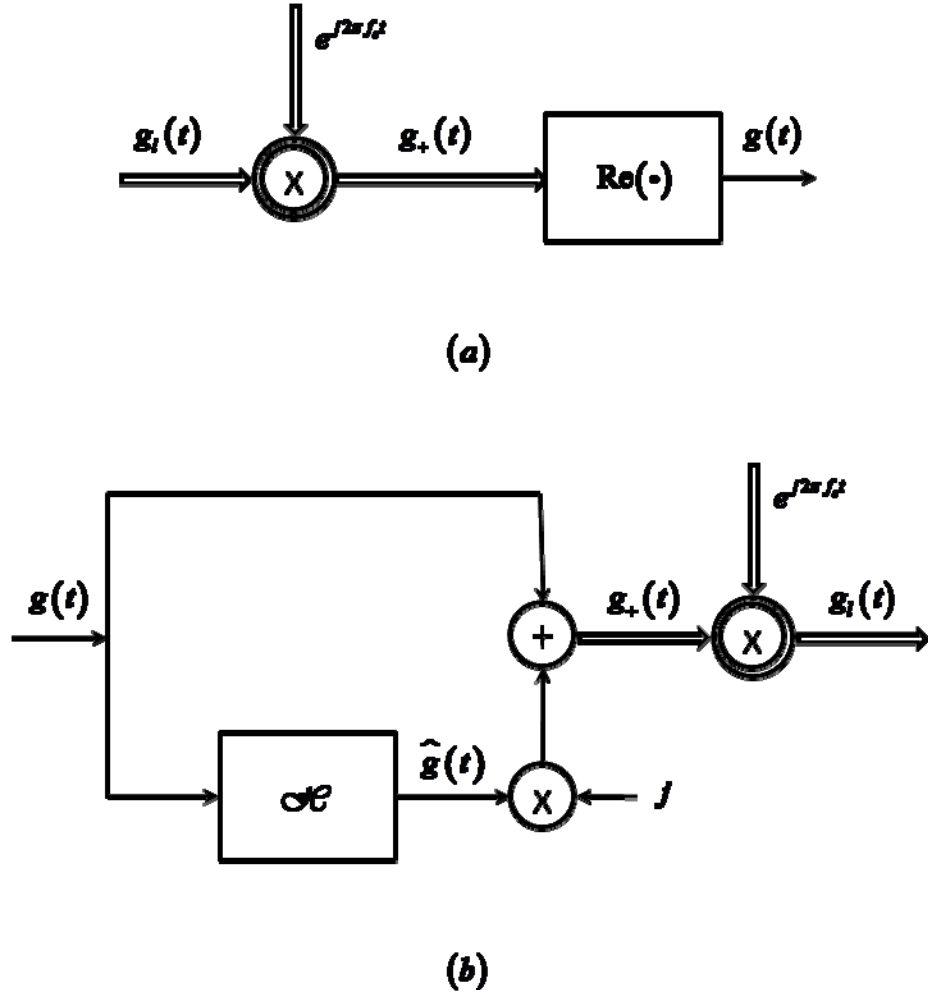 e^{j2πf_c t}
g_l(t)
g_+(t)
g(t)
X
Re(•)
(a)
e^{j2πf_c t}
g(t)
g_+(t)
g_l(t)
+
X
ĝ(t)
ℋ
X
j
(b)